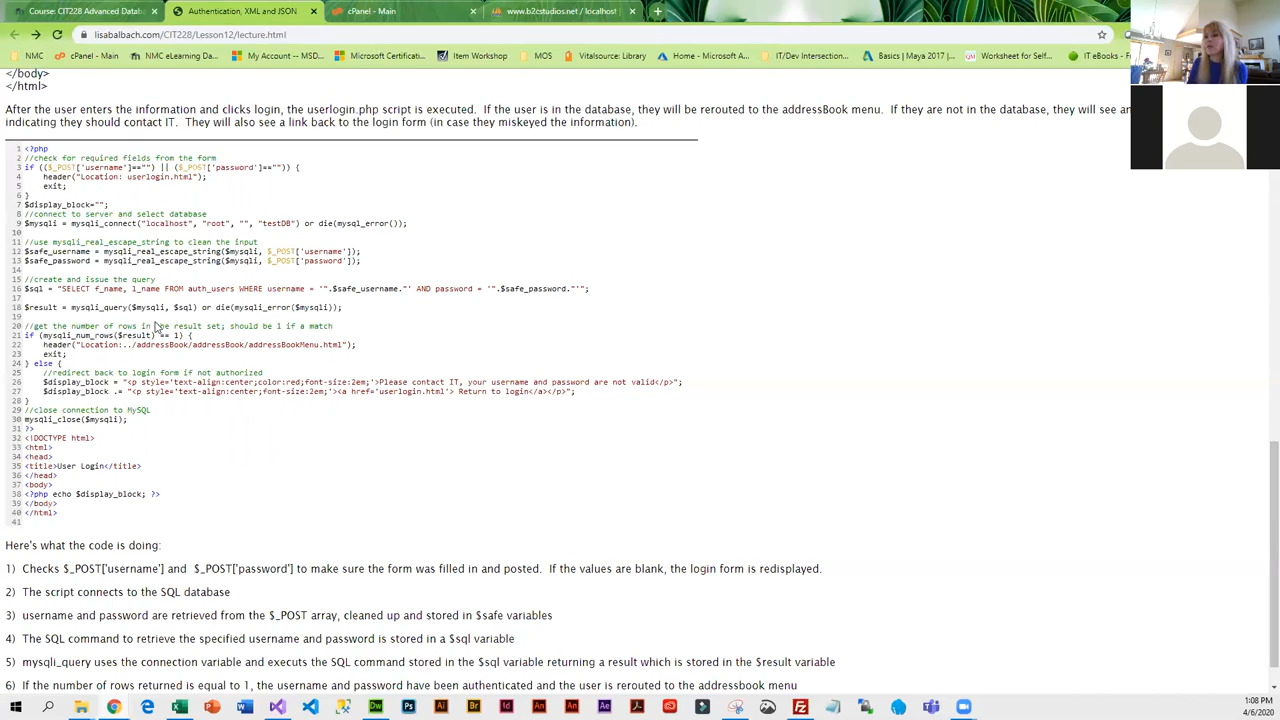 Course: CIT228 Advanced Datab
Authentication, XML and JSON
cPanel - Main
www.b2cstudios.net / localhost
lisabalbach.com/CIT228/Lesson12/lecture.html
NMC
cPanel - Main
NMC eLearning Da...
My Account -- MSD...
Microsoft Certificati...
Item Workshop
MOS
Vitalsource: Library
Home - Microsoft A...
IT/Dev Intersection...
Basics | Maya 2017 |...
Worksheet for Self...
IT eBooks - F
</body>
</html>
After the user enters the information and clicks login, the userlogin.php script is executed. If the user is in the database, they will be rerouted to the addressBook menu. If they are not in the database, they will see an
indicating they should contact IT. They will also see a link back to the login form (in case they miskeyed the information).
1 <?php
2 //check for required fields from the form
3 if (($_POST['username']=="") || ($_POST['password']=="")) {
4 header("Location: userlogin.html");
5 exit;
6 }
7 $display_block="";
8 //connect to server and select database
9 $mysqli = mysqli_connect("localhost", "root", "", "testDB") or die(mysql_error());
10
11 //use mysqli_real_escape_string to clean the input
12 $safe_username = mysqli_real_escape_string($mysqli, $_POST['username']);
13 $safe_password = mysqli_real_escape_string($mysqli, $_POST['password']);
14
15 //create and issue the query
16 $sql = "SELECT f_name, l_name FROM auth_users WHERE username = '".$safe_username."' AND password = '".$safe_password."'";
17
18 $result = mysqli_query($mysqli, $sql) or die(mysqli_error($mysqli));
19
20 //get the number of rows in the result set; should be 1 if a match
21 if (mysqli_num_rows($result) == 1) {
22 header("Location:../addressBook/addressBook/addressBookMenu.html");
23 exit;
24 } else {
25 //redirect back to login form if not authorized
26 $display_block = "<p style='text-align:center;color:red;font-size:2em;'>Please contact IT, your username and password are not valid</p>";
27 $display_block .= "<p style='text-align:center;font-size:2em;'><a href='userlogin.html'> Return to login</a></p>";
28 }
29 //close connection to MySQL
30 mysqli_close($mysqli);
31 ?>
32 <!DOCTYPE html>
33 <html>
34 <head>
35 <title>User Login</title>
36 </head>
37 <body>
38 <?php echo $display_block; ?>
39 </body>
40 </html>
41
Here's what the code is doing:
1) Checks $_POST['username'] and $_POST['password'] to make sure the form was filled in and posted. If the values are blank, the login form is redisplayed.
2) The script connects to the SQL database
3) username and password are retrieved from the $_POST array, cleaned up and stored in $safe variables
4) The SQL command to retrieve the specified username and password is stored in a $sql variable
5) mysqli_query uses the connection variable and executes the SQL command stored in the $sql variable returning a result which is stored in the $result variable
6) If the number of rows returned is equal to 1, the username and password have been authenticated and the user is rerouted to the addressbook menu
1:08 PM
4/6/2020